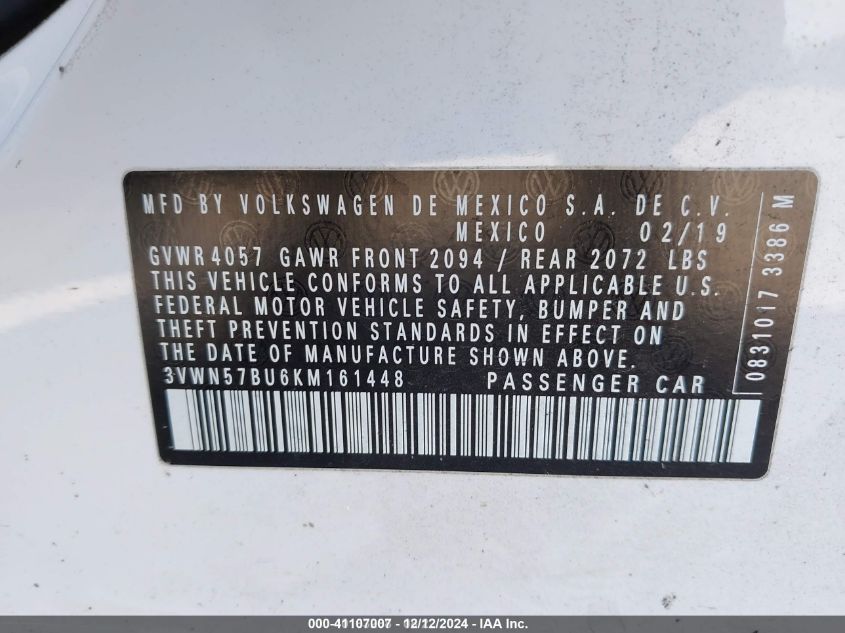 MFD BY VOLKSWAGEN DE MEXICO S.A. DE C.V.
MEXICO 02/19
GVWR 4057 GAWR FRONT 2094 / REAR 2072 LBS
THIS VEHICLE CONFORMS TO ALL APPLICABLE U.S.
FEDERAL MOTOR VEHICLE SAFETY, BUMPER AND
THEFT PREVENTION STANDARDS IN EFFECT ON
THE DATE OF MANUFACTURE SHOWN ABOVE.
3VWN57BU6KM161448 PASSENGER CAR
0831017 3386 M
000-41107007 - 12/12/2024 - IAA Inc.